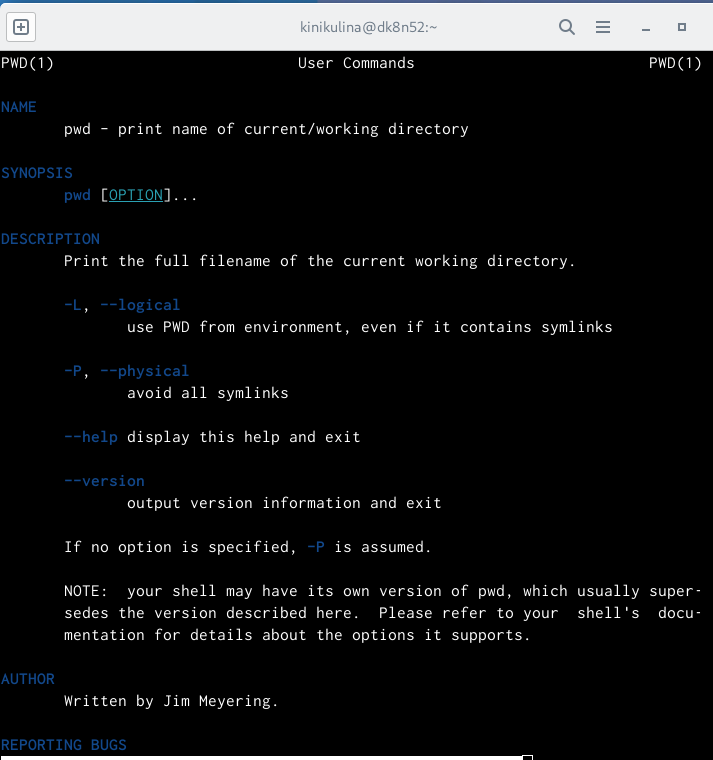 kinikulina@dk8n52:~
PWD(1) User Commands PWD(1)
NAME
pwd - print name of current/working directory
SYNOPSIS
pwd [OPTION]...
DESCRIPTION
Print the full filename of the current working directory.
-L, --logical
use PWD from environment, even if it contains symlinks
-P, --physical
avoid all symlinks
--help display this help and exit
--version
output version information and exit
If no option is specified, -P is assumed.
NOTE:  your shell may have its own version of pwd, which usually super-
sedes the version described here.  Please refer to your  shell's  docu-
mentation for details about the options it supports.
AUTHOR
Written by Jim Meyering.
REPORTING BUGS